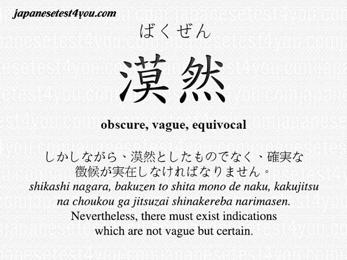 japanesetest4you.com
ばくぜん
漠然
obscure, vague, equivocal
しかしながら、漠然としたものでなく、確実な
徴候が実在しなければなりません。
shikashi nagara, bakuzen to shita mono de naku, kakujitsu
na choukou ga jitsuzai shinakereba narimasen.
Nevertheless, there must exist indications
which are not vague but certain.